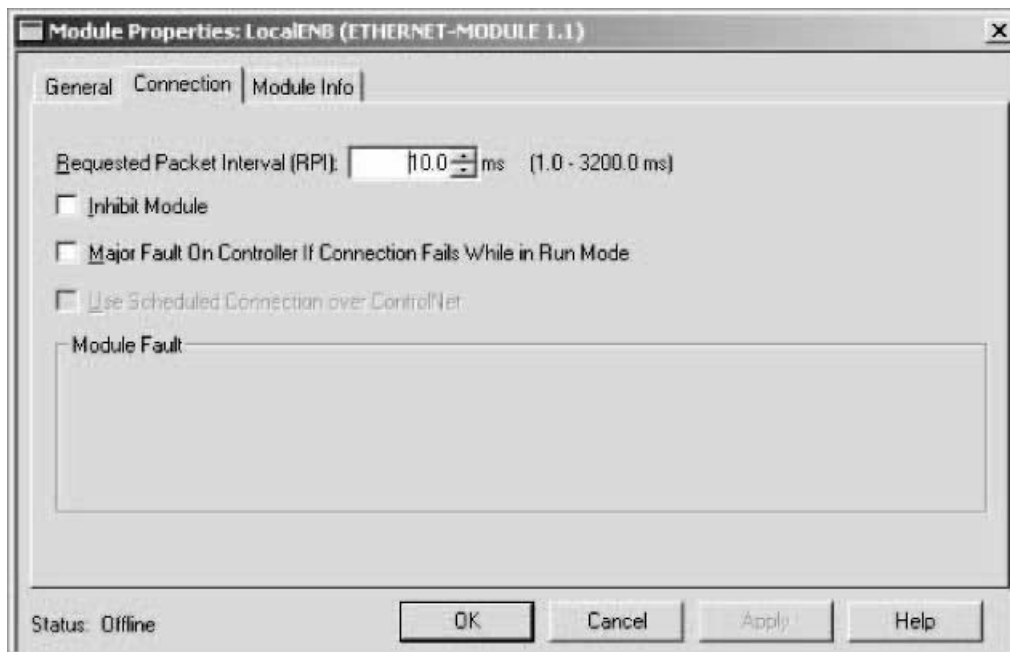 Module Properties: LocalENB (ETHERNET-MODULE 1.1)
General Connection Module Info
Requested Packet Interval (RPI): 10.0 ms (1.0 - 3200.0 ms)
Inhibit Module
Major Fault On Controller If Connection Fails While in Run Mode
Use Scheduled Connection over ControlNet
Module Fault
Status: Offline OK Cancel Apply Help